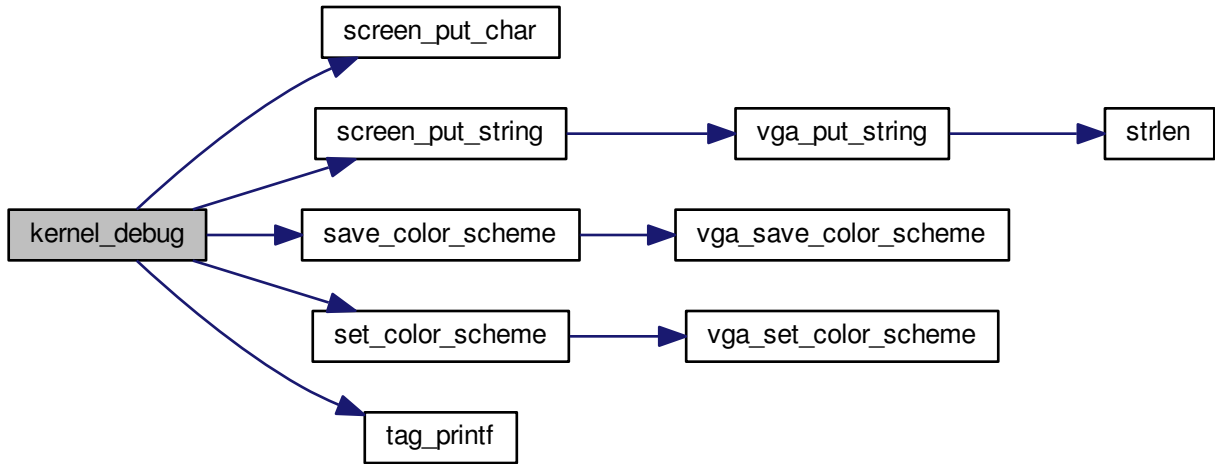 screen_put_char
screen_put_string
vga_put_string
strlen
kernel_debug
save_color_scheme
vga_save_color_scheme
set_color_scheme
vga_set_color_scheme
tag_printf